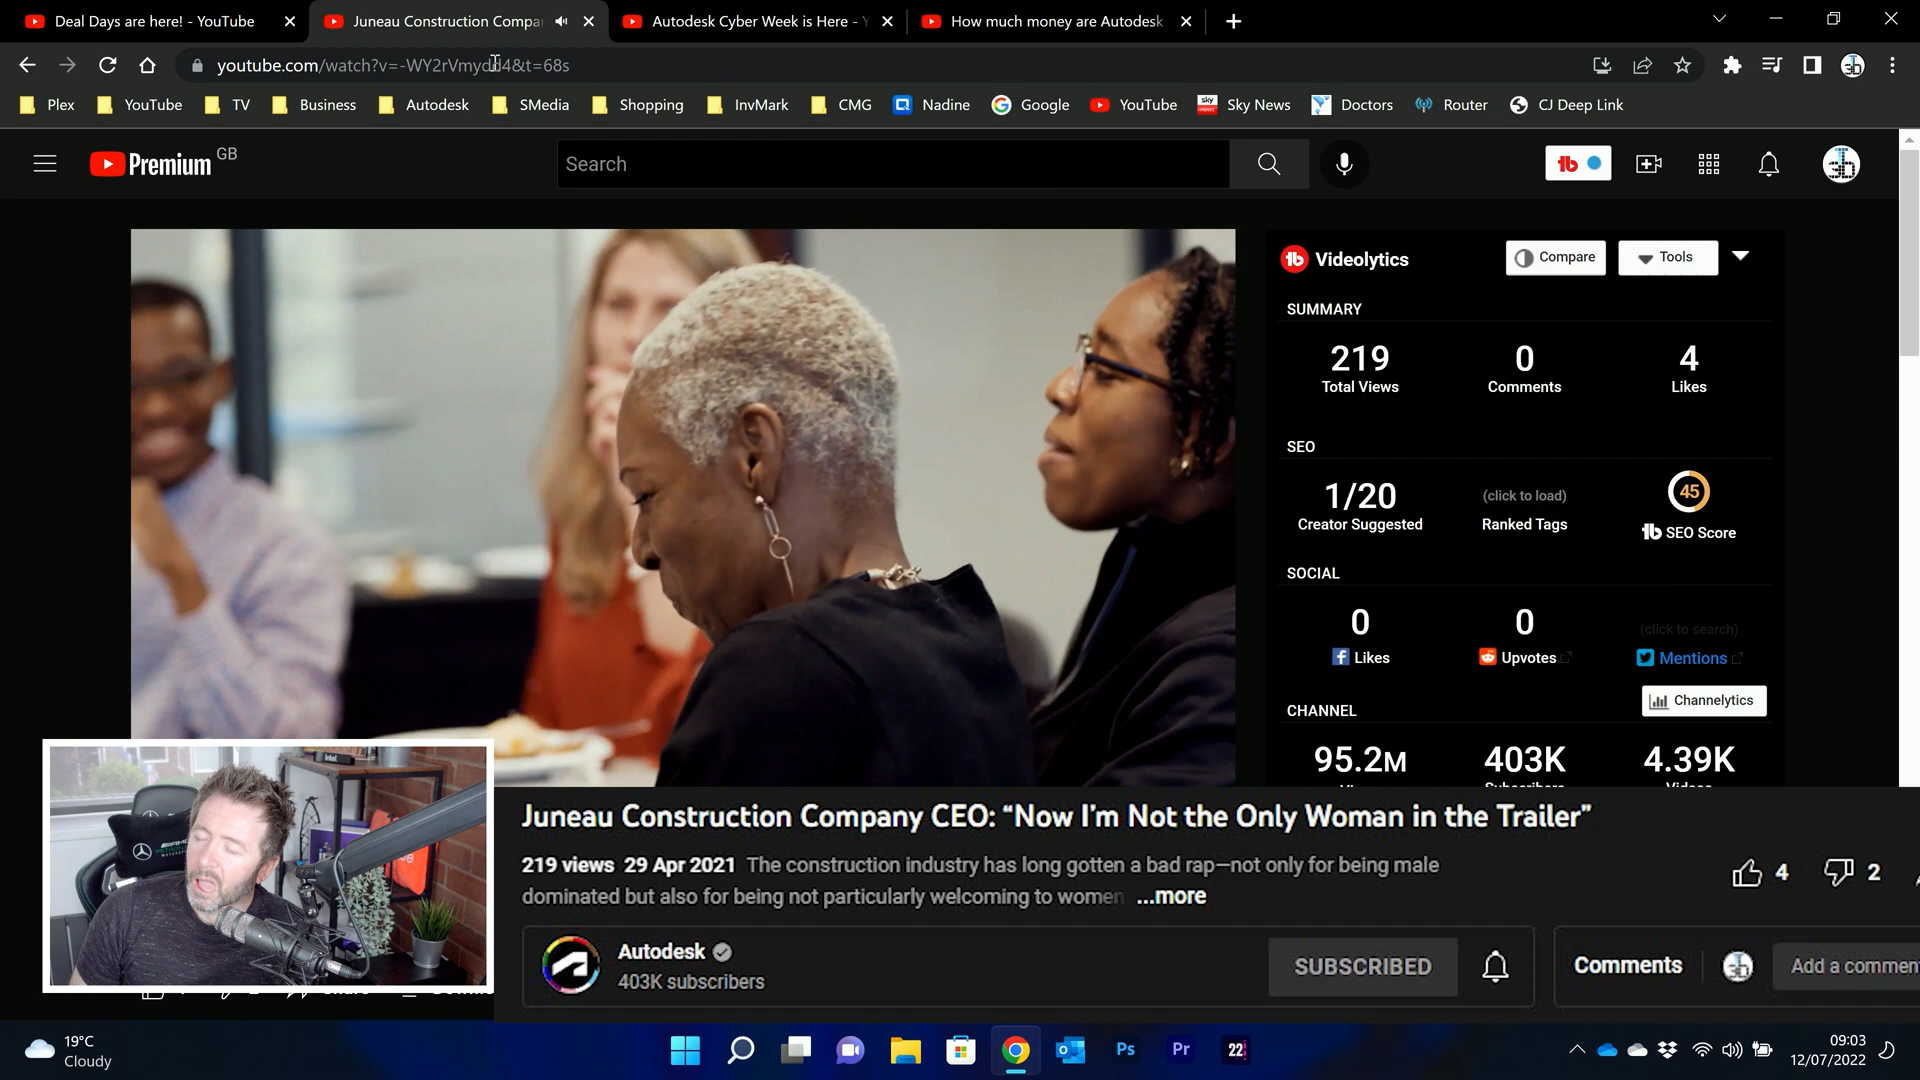 Deal Days are here! - YouTube
Juneau Construction Compa
Autodesk Cyber Week is Here - Y
How much money are Autodesk
youtube.com/watch?v=-WY2rVmydd4&t=68s
Plex
YouTube
TV
Business
Autodesk
SMedia
Shopping
InvMark
CMG
Nadine
Google
YouTube
sky news
Sky News
Doctors
Router
CJ Deep Link
Premium GB
Search
Videolytics
Compare
Tools
SUMMARY
219
0
4
Total Views
Comments
Likes
SEO
1/20
(click to load)
45
Creator Suggested
Ranked Tags
SEO Score
SOCIAL
0
0
(click to search)
Likes
Upvotes
Mentions
CHANNEL
Channelytics
95.2M
403K
4.39K
Juneau Construction Company CEO: “Now I’m Not the Only Woman in the Trailer”
219 views 29 Apr 2021 The construction industry has long gotten a bad rap—not only for being male
dominated but also for being not particularly welcoming to women ...more
4
2
Autodesk
403K subscribers
SUBSCRIBED
Comments
Add a commen
19°C
Cloudy
Ps
Pr
22
09:03
12/07/2022